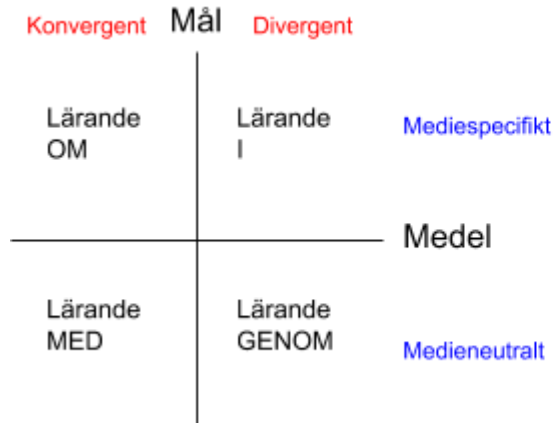 Konvergent Mål Divergent
Lärande Lärande
OM I
Mediespecifikt
Medel
Lärande Lärande
MED GENOM
Medieneutralt